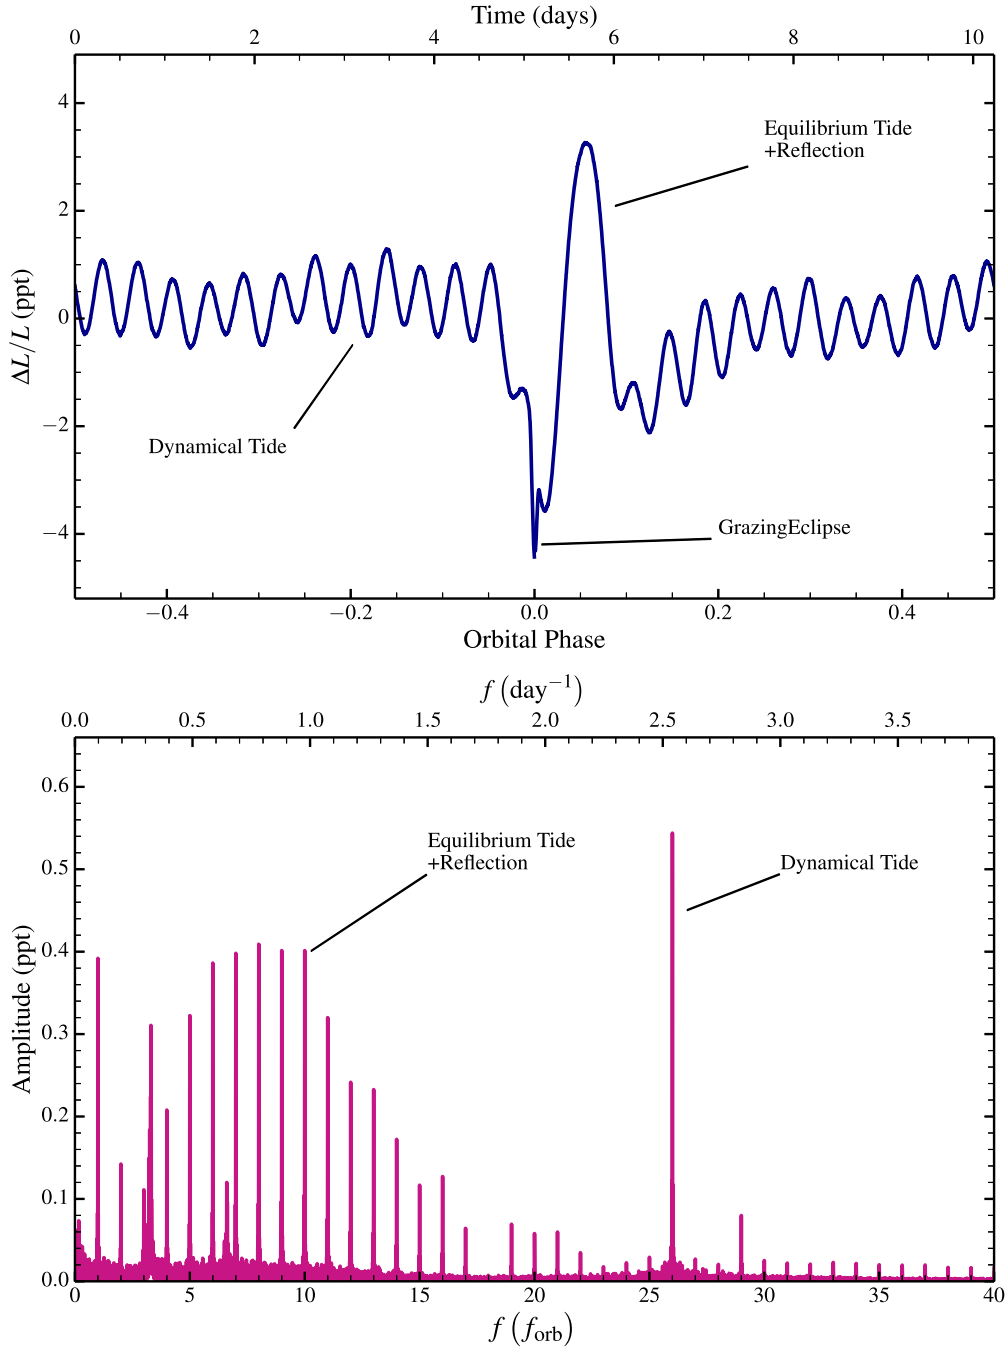 Time (days)
0 2 4 6 8 10
4
2
0
−2
−4
ΔL/L (ppt)
Equilibrium Tide
+Reflection
Dynamical Tide
GrazingEclipse
−0.4 −0.2 0.0 0.2 0.4
Orbital Phase
f (day⁻¹)
0.0 0.5 1.0 1.5 2.0 2.5 3.0 3.5
0.6
0.5
0.4
0.3
0.2
0.1
0.0
Amplitude (ppt)
Equilibrium Tide
+Reflection
Dynamical Tide
0 5 10 15 20 25 30 35 40
f (f_orb)